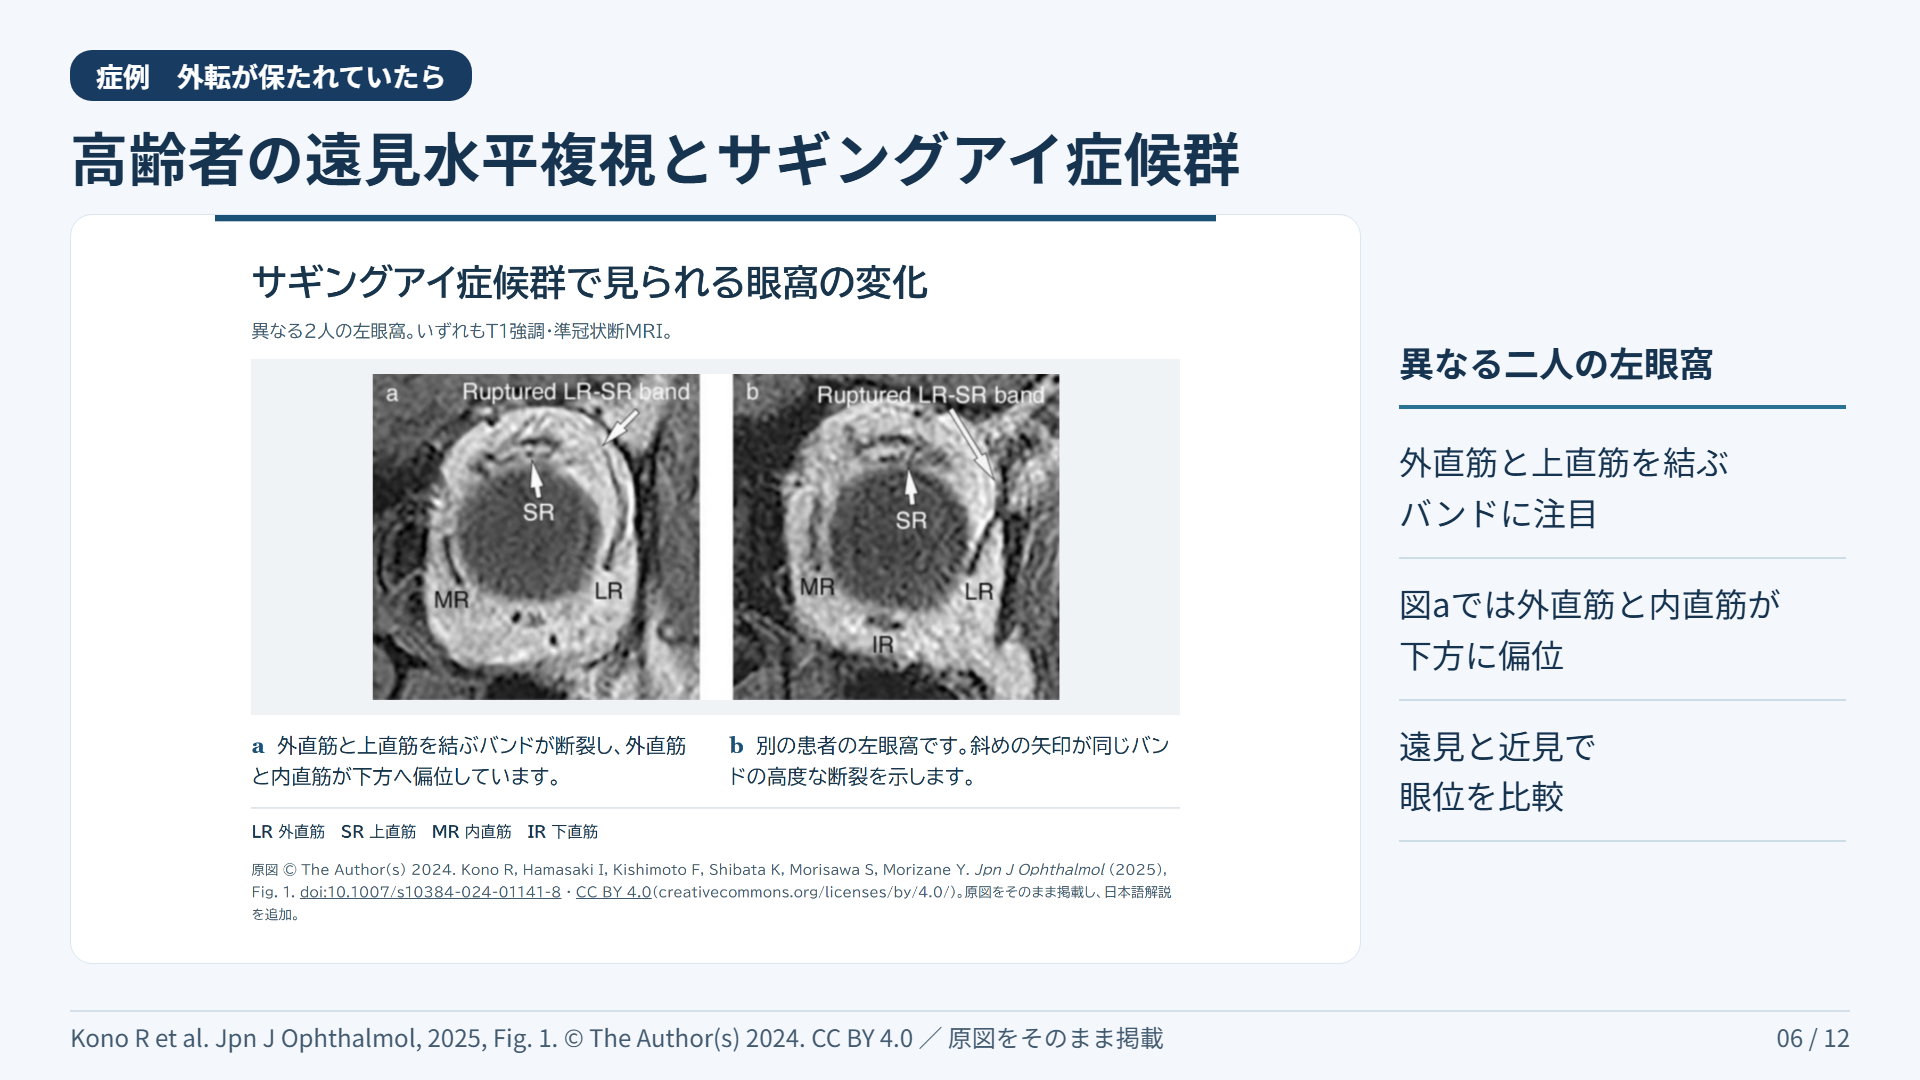 症例　外転が保たれていたら
高齢者の遠見水平複視とサギングアイ症候群
サギングアイ症候群で見られる眼窩の変化
異なる2人の左眼窩。いずれもT1強調・準冠状断MRI。
a Ruptured LR-SR band
SR
MR
LR
b Ruptured LR-SR band
SR
MR
LR
IR
a 外直筋と上直筋を結ぶバンドが断裂し、外直筋
と内直筋が下方へ偏位しています。
b 別の患者の左眼窩です。斜めの矢印が同じバン
ドの高度な断裂を示します。
LR 外直筋　SR 上直筋　MR 内直筋　IR 下直筋
原図 © The Author(s) 2024. Kono R, Hamasaki I, Kishimoto F, Shibata K, Morisawa S, Morizane Y. Jpn J Ophthalmol (2025),
Fig. 1. doi:10.1007/s10384-024-01141-8 · CC BY 4.0(creativecommons.org/licenses/by/4.0/)。原図をそのまま掲載し、日本語解説
を追加。
異なる二人の左眼窩
外直筋と上直筋を結ぶ
バンドに注目
図aでは外直筋と内直筋が
下方に偏位
遠見と近見で
眼位を比較
Kono R et al. Jpn J Ophthalmol, 2025, Fig. 1. © The Author(s) 2024. CC BY 4.0 ／ 原図をそのまま掲載
06 / 12